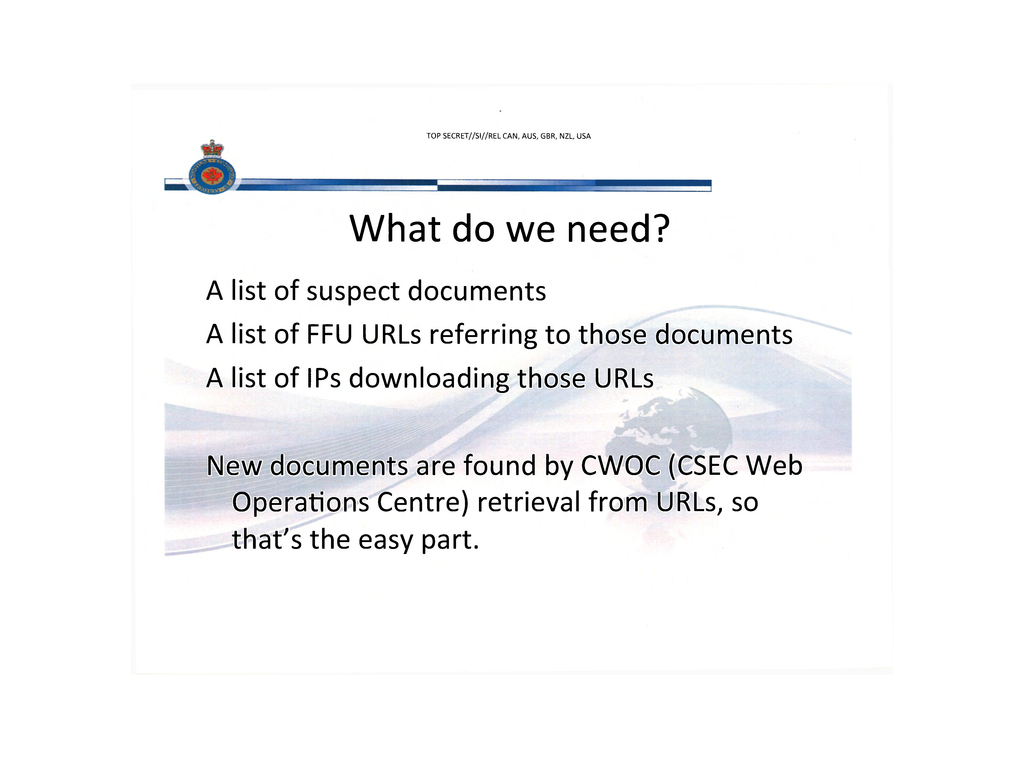 TOP SECRET//SI//REL CAN, AUS, GBR, NZL, USA
What do we need?
A list of suspect documents
A list of FFU URLs referring to those documents
A list of IPs downloading those URLs
New documents are found by CWOC (CSEC Web
Operations Centre) retrieval from URLs, so
that's the easy part.